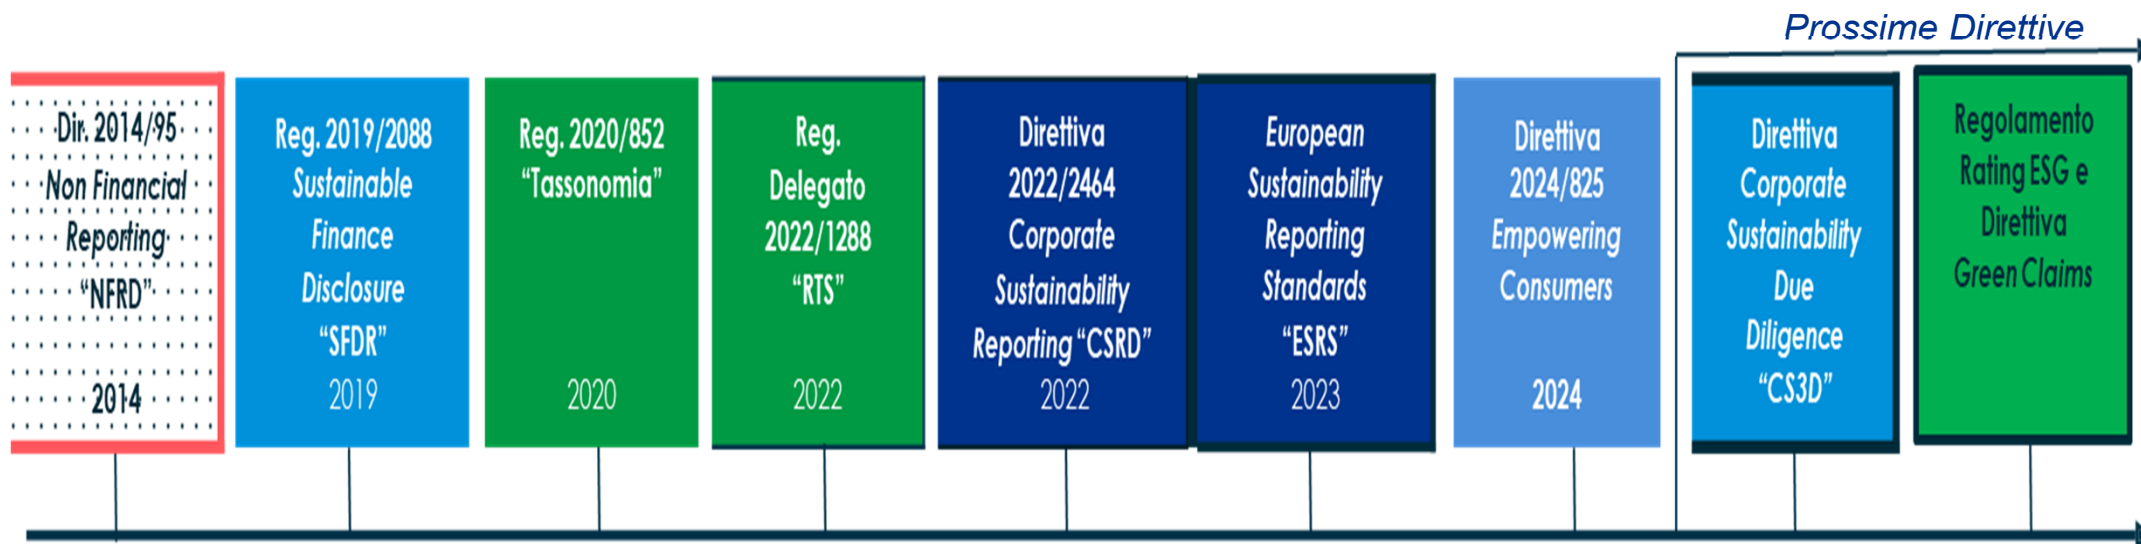 Prossime Direttive
Dir. 2014/95
Non Financial
Reporting
“NFRD”
2014
Reg. 2019/2088
Sustainable
Finance
Disclosure
“SFDR”
2019
Reg. 2020/852
“Tassonomia”
2020
Reg.
Delegato
2022/1288
“RTS”
2022
Direttiva
2022/2464
Corporate
Sustainability
Reporting “CSRD”
2022
European
Sustainability
Reporting
Standards
“ESRS”
2023
Direttiva
2024/825
Empowering
Consumers
2024
Direttiva
Corporate
Sustainability
Due
Diligence
“CS3D”
Regolamento
Rating ESG e
Direttiva
Green Claims